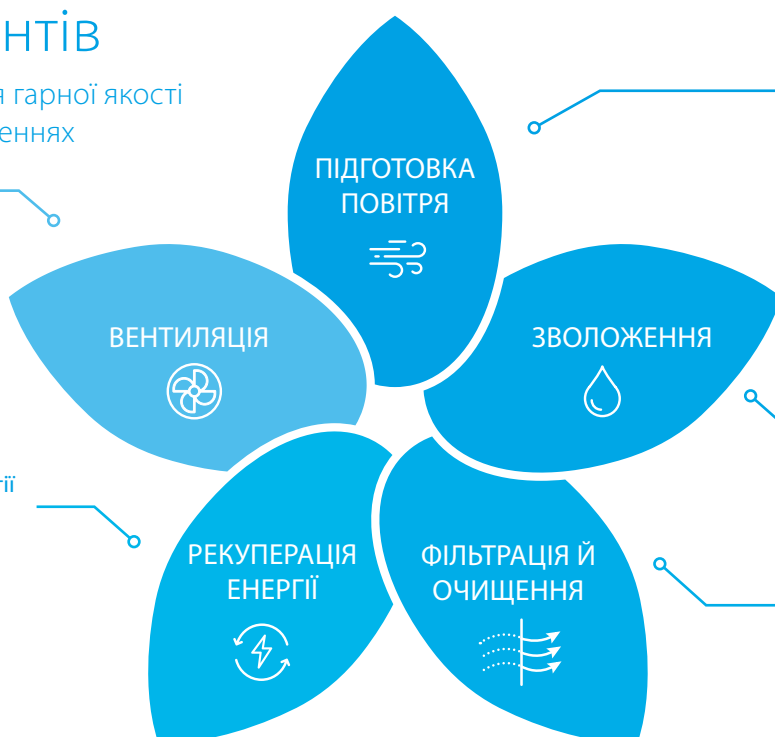 нтів
я гарної якості
еннях
ПІДГОТОВКА
ПОВІТРЯ
ВЕНТИЛЯЦІЯ
ЗВОЛОЖЕННЯ
гії
РЕКУПЕРАЦІЯ
ЕНЕРГІЇ
ФІЛЬТРАЦІЯ Й
ОЧИЩЕННЯ